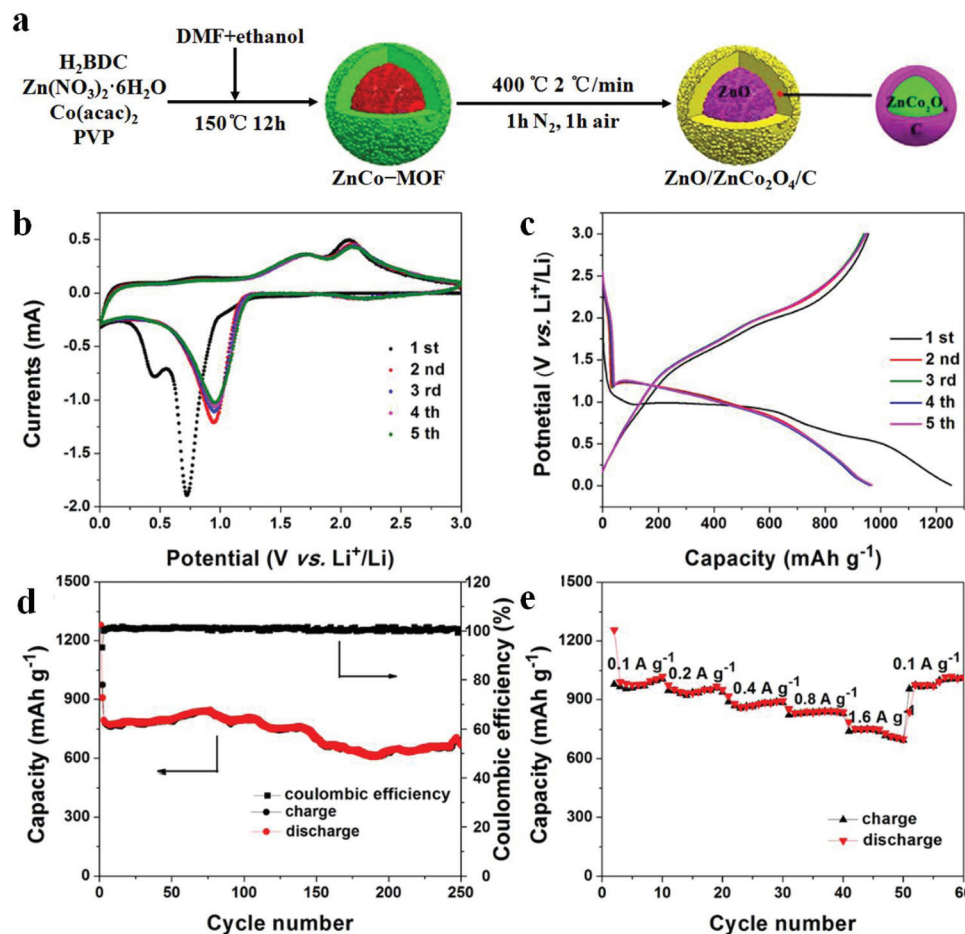 a
H₂BDC
Zn(NO₃)₂·6H₂O
Co(acac)₂
PVP
DMF+ethanol
150℃ 12h
ZnCo−MOF
400 ℃ 2 ℃/min
1h N₂, 1h air
ZnO
ZnO/ZnCo₂O₄/C
ZnCo₂O₄
C
b
0.5
0.0
-0.5
-1.0
-1.5
-2.0
Currents (mA)
1 st
2 nd
3 rd
4 th
5 th
0.0 0.5 1.0 1.5 2.0 2.5 3.0
Potential (V vs. Li⁺/Li)
c
3.0
2.5
2.0
1.5
1.0
0.5
0.0
Potnetial (V vs. Li⁺/Li)
1 st
2 nd
3 rd
4 th
5 th
0 200 400 600 800 1000 1200
Capacity (mAh g⁻¹)
d
1500
1200
900
600
300
0
Capacity (mAh g⁻¹)
120
100
80
60
40
20
0
Coulombic efficiency (%)
coulombic efficiency
charge
discharge
0 50 100 150 200 250
Cycle number
e
1500
1200
900
600
300
0
Capacity (mAh g⁻¹)
0.1 A g⁻¹
0.2 A g⁻¹
0.4 A g⁻¹
0.8 A g⁻¹
1.6 A g⁻¹
0.1 A g⁻¹
charge
discharge
0 10 20 30 40 50 60
Cycle number